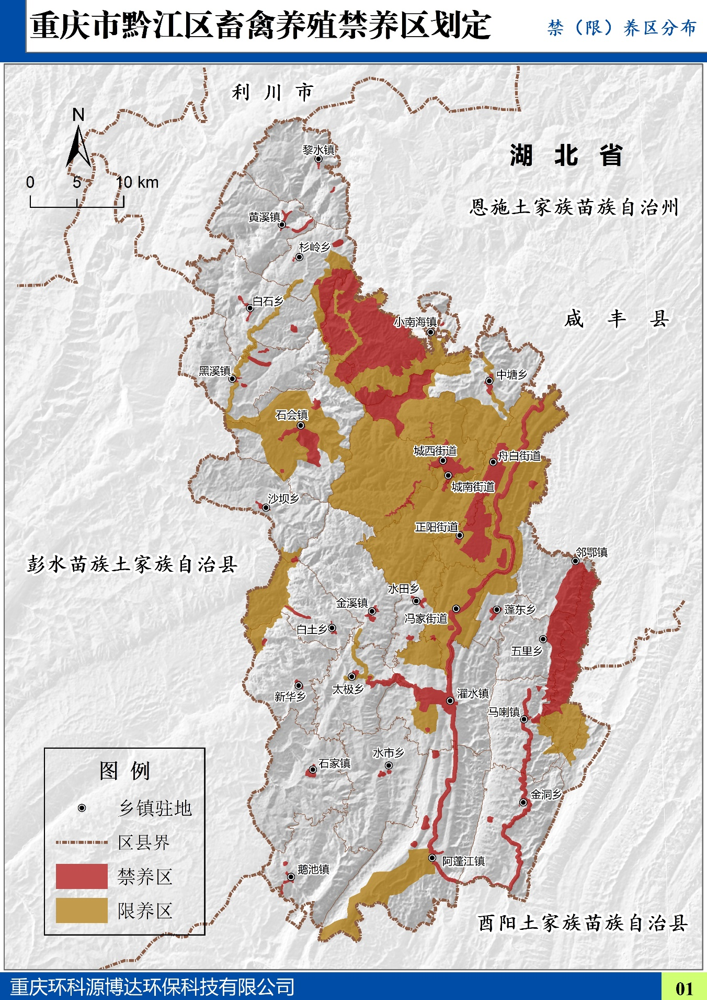 重庆市黔江区畜禽养殖禁养区划定
禁（限）养区分布
利川市
N
0 5 10 km
黎水镇
湖北省
恩施土家族苗族自治州
黄溪镇
杉岭乡
白石乡
小南海镇
咸丰县
黑溪镇
中塘乡
石会镇
城西街道
舟白街道
城南街道
沙坝乡
正阳街道
邻鄂镇
彭水苗族土家族自治县
水田乡
金溪镇
冯家街道
蓬东乡
白土乡
五里乡
太极乡
新华乡
濯水镇
马喇镇
水市乡
石家镇
金洞乡
阿蓬江镇
鹅池镇
酉阳土家族苗族自治县
图例
乡镇驻地
区县界
禁养区
限养区
重庆环科源博达环保科技有限公司
01